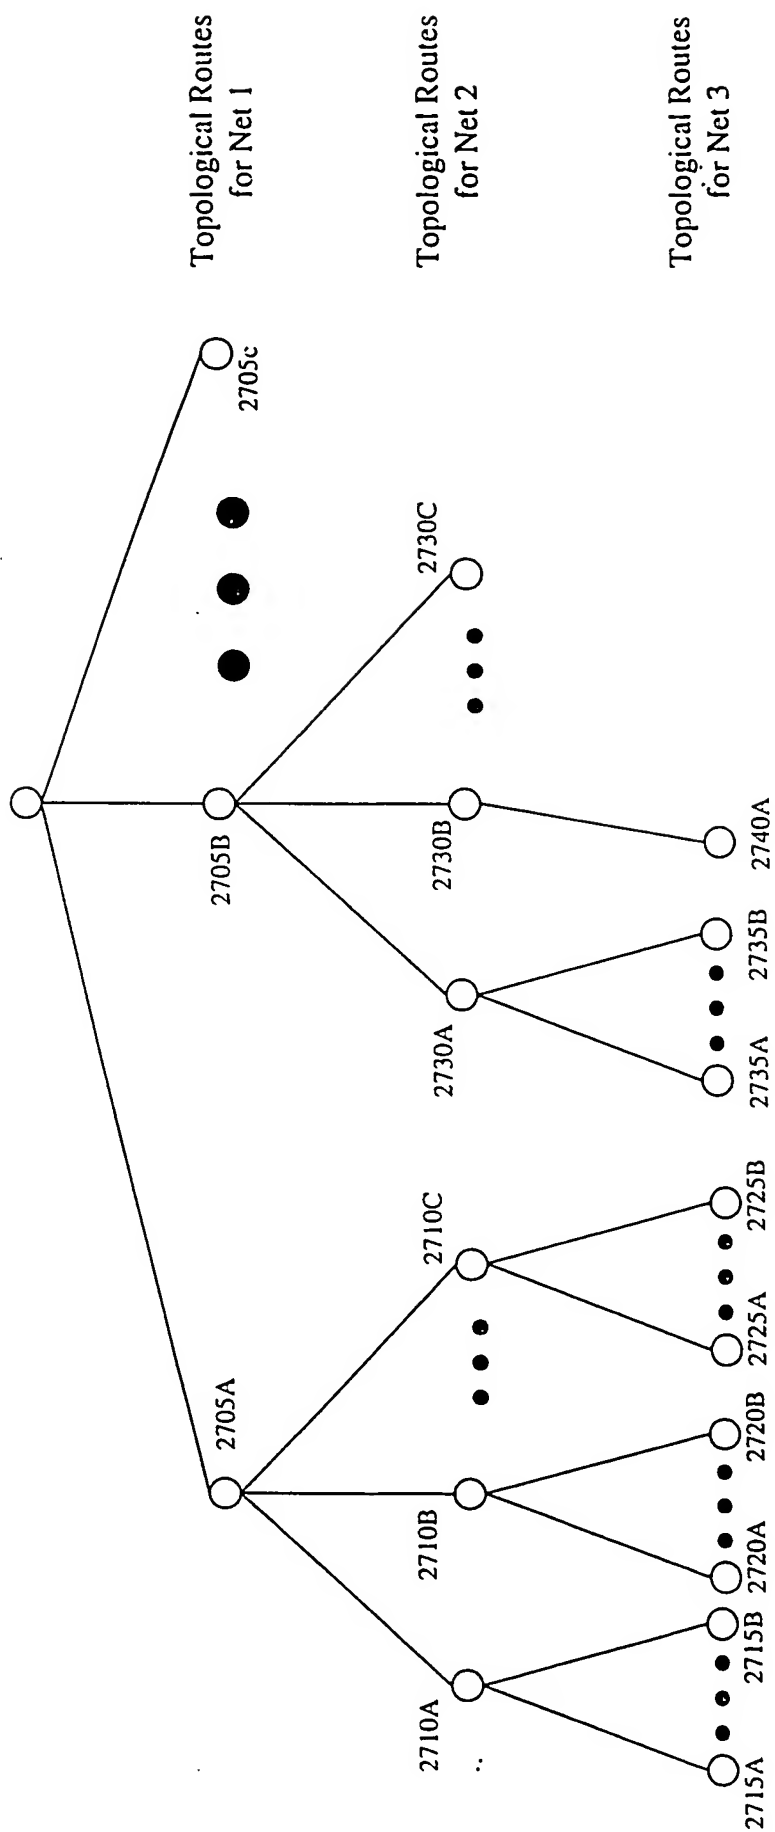 Topological Routes
for Net 1
2705A
2705B
2705c
Topological Routes
for Net 2
2710A
2710B
2710C
2730A
2730B
2730C
Topological Routes
for Net 3
2715A
2715B
2720A
2720B
2725A
2725B
2735A
2735B
2740A